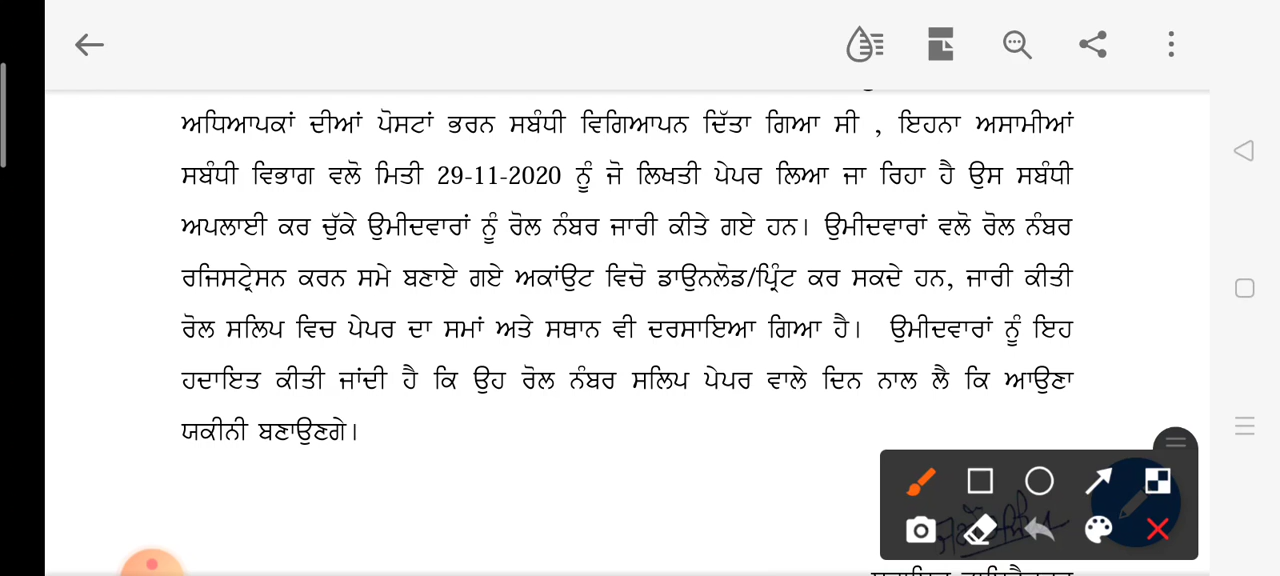 ਅਧਿਆਪਕਾਂ ਦੀਆਂ ਪੋਸਟਾਂ ਭਰਨ ਸਬੰਧੀ ਵਿਗਿਆਪਨ ਦਿੱਤਾ ਗਿਆ ਸੀ , ਇਹਨਾ ਅਸਾਮੀਆਂ
ਸਬੰਧੀ ਵਿਭਾਗ ਵਲੋ ਮਿਤੀ 29-11-2020 ਨੂੰ ਜੋ ਲਿਖਤੀ ਪੇਪਰ ਲਿਆ ਜਾ ਰਿਹਾ ਹੈ ਉਸ ਸਬੰਧੀ
ਅਪਲਾਈ ਕਰ ਚੁੱਕੇ ਉਮੀਦਵਾਰਾਂ ਨੂੰ ਰੋਲ ਨੰਬਰ ਜਾਰੀ ਕੀਤੇ ਗਏ ਹਨ। ਉਮੀਦਵਾਰਾਂ ਵਲੋ ਰੋਲ ਨੰਬਰ
ਰਜਿਸਟ੍ਰੇਸਨ ਕਰਨ ਸਮੇ ਬਣਾਏ ਗਏ ਅਕਾਂਉਟ ਵਿਚੋ ਡਾਉਨਲੋਡ/ਪ੍ਰਿੰਟ ਕਰ ਸਕਦੇ ਹਨ, ਜਾਰੀ ਕੀਤੀ
ਰੋਲ ਸਲਿਪ ਵਿਚ ਪੇਪਰ ਦਾ ਸਮਾਂ ਅਤੇ ਸਥਾਨ ਵੀ ਦਰਸਾਇਆ ਗਿਆ ਹੈ। ਉਮੀਦਵਾਰਾਂ ਨੂੰ ਇਹ
ਹਦਾਇਤ ਕੀਤੀ ਜਾਂਦੀ ਹੈ ਕਿ ਉਹ ਰੋਲ ਨੰਬਰ ਸਲਿਪ ਪੇਪਰ ਵਾਲੇ ਦਿਨ ਨਾਲ ਲੈ ਕਿ ਆਉਣਾ
ਯਕੀਨੀ ਬਣਾਉਣਗੇ।